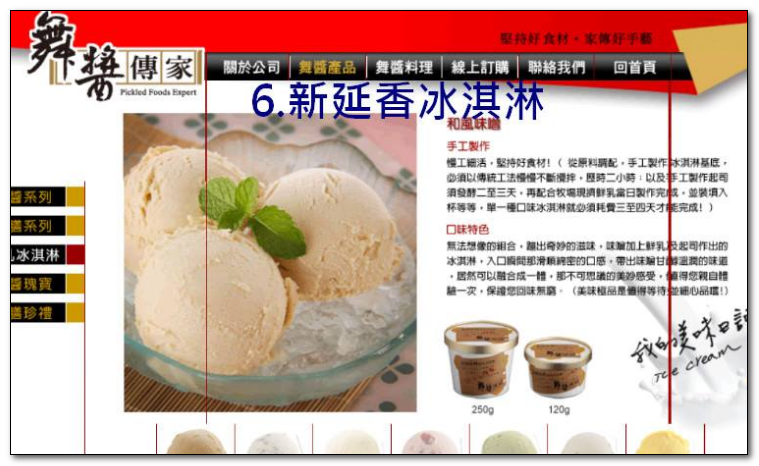 舞醬
傳家
Pickled Foods Expert
堅持好食材·家傳好手藝
關於公司
舞醬產品
舞醬料理
線上訂購
聯絡我們
回首頁
6.新延香冰淇淋
和風味噌
手工製作
慢工細活，堅持好食材!（ 從原料調配，手工製作冰淇淋基底，
必須以傳統工法慢慢不斷攪拌，歷時二小時﹔以及手工製作起司
須發酵二至三天，再配合牧場現擠鮮乳當日製作完成，並裝填入
杯等等，單一種口味冰淇淋就必須耗費三至四天才能完成! ）
口味特色
無法想像的組合，蹦出奇妙的滋味，味噌加上鮮乳及起司作出的
冰淇淋，入口瞬間那滑順綿密的口感，帶出味噌甘醇溫潤的味道
，居然可以融合成一體，那不可思議的美妙感受，值得您親自體
驗一次，保證您回味無窮。（美味極品是值得等待並細心品嚐!）
醬系列
膳系列
冰淇淋
醬瑰寶
膳珍禮
我的美味日記
Ice cream
250g
120g